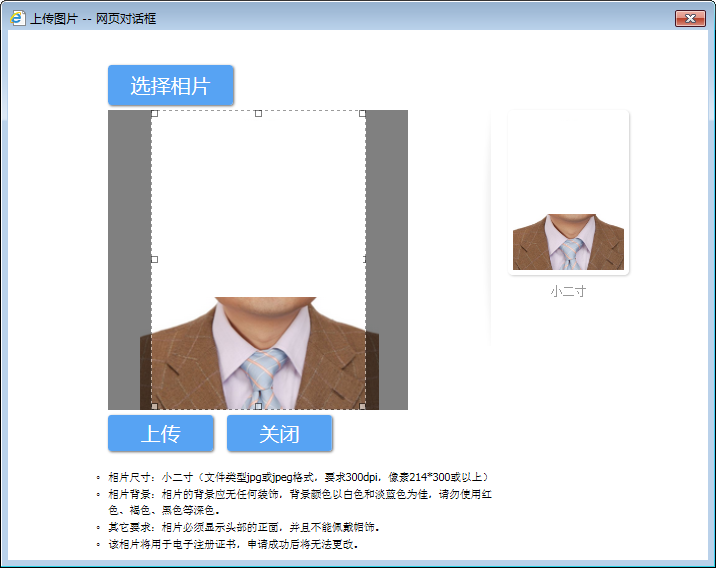 上传图片 -- 网页对话框
选择相片
小二寸
上传
关闭
相片尺寸：小二寸（文件类型jpg或jpeg格式，要求300dpi，像素214*300或以上）
相片背景：相片的背景应无任何装饰，背景颜色以白色和淡蓝色为佳，请勿使用红
色、褐色、黑色等深色。
其它要求：相片必须显示头部的正面，并且不能佩戴帽饰。
该相片将用于电子注册证书，申请成功后将无法更改。